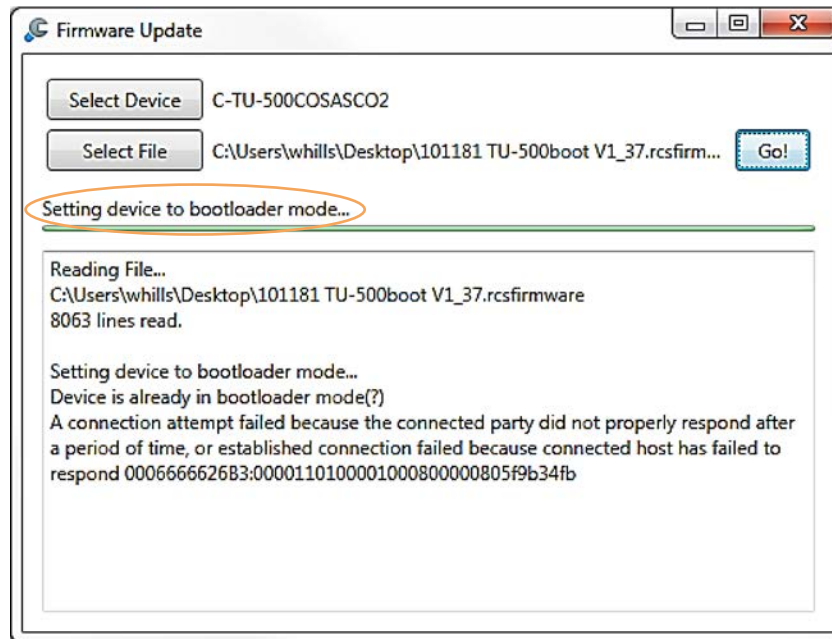 Firmware Update
Select Device C-TU-500COSASCO2
Select File C:\Users\whills\Desktop\101181 TU-500boot V1_37.rcsfirm... Go!
Setting device to bootloader mode...
Reading File...
C:\Users\whills\Desktop\101181 TU-500boot V1_37.rcsfirmware
8063 lines read.
Setting device to bootloader mode...
Device is already in bootloader mode(?)
A connection attempt failed because the connected party did not properly respond after
a period of time, or established connection failed because connected host has failed to
respond 0006666626B3:0000110100001000800000805f9b34fb